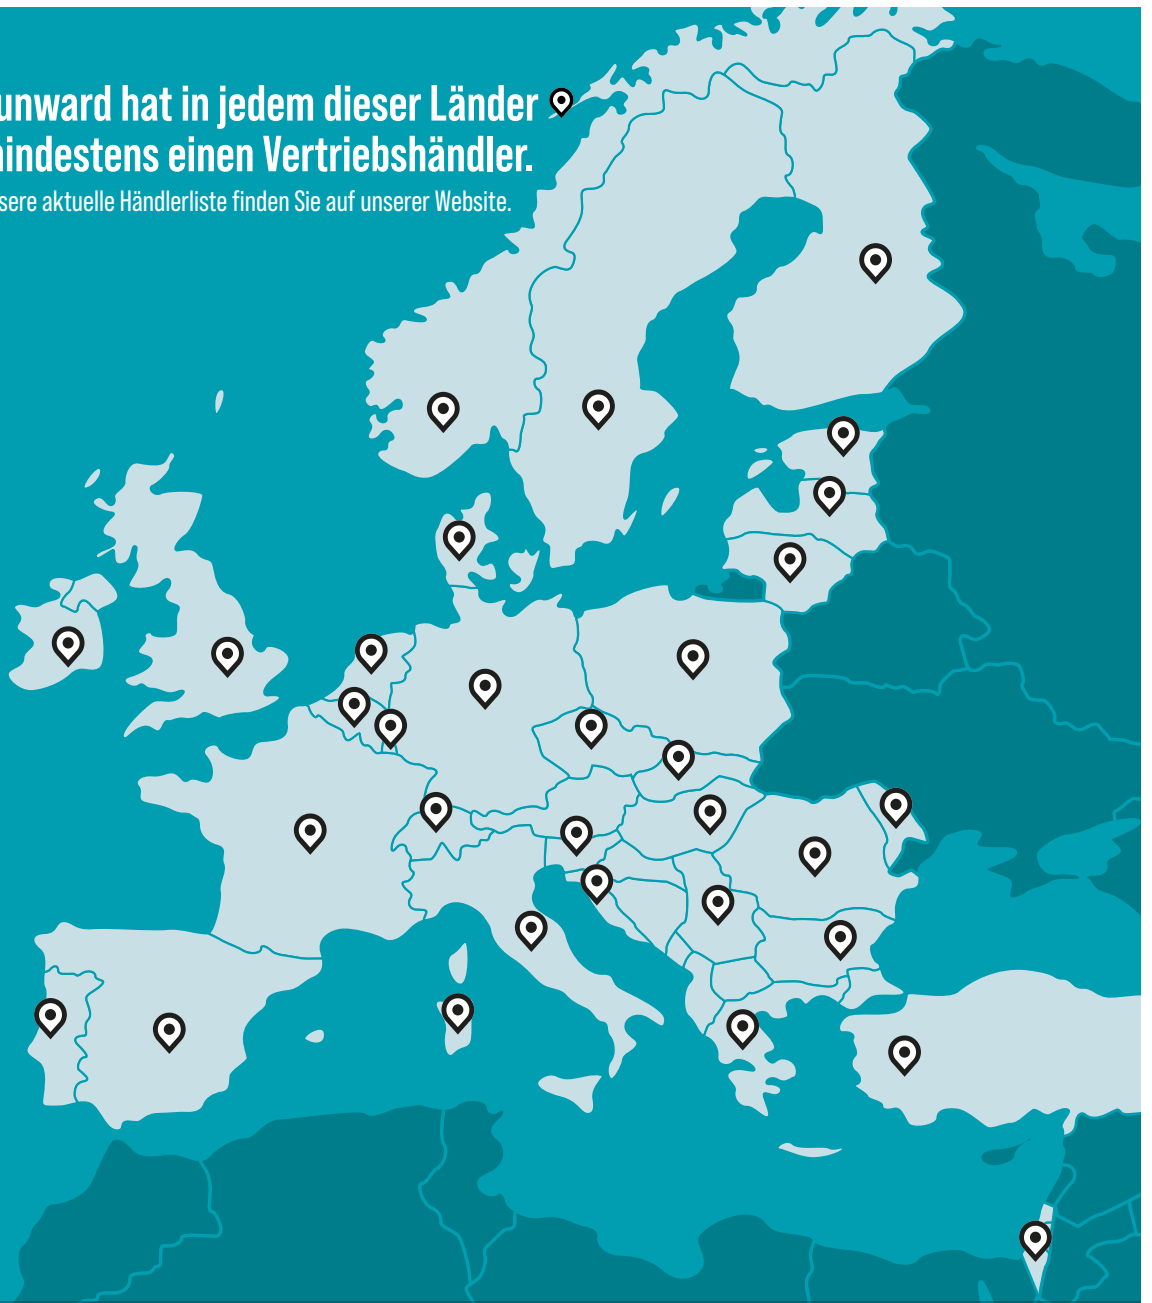 unward hat in jedem dieser Länder
indestens einen Vertriebshändler.
sere aktuelle Händlerliste finden Sie auf unserer Website.